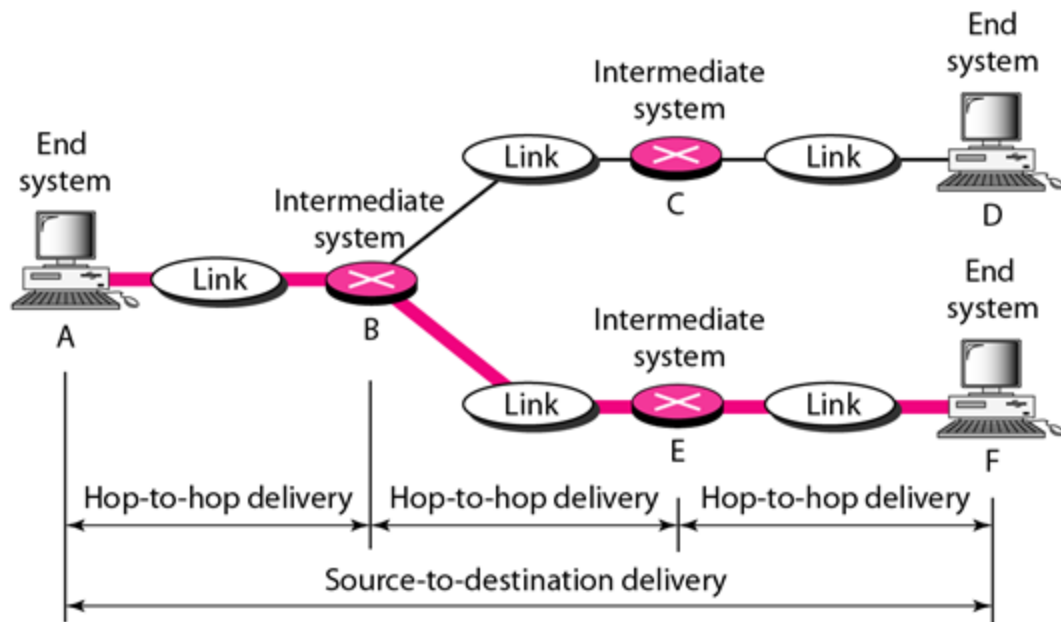 End
system
Intermediate
system
Link
C
Link
D
End
system
A
Link
Intermediate
system
B
Link
Intermediate
system
E
Link
End
system
F
Hop-to-hop delivery
Hop-to-hop delivery
Hop-to-hop delivery
Source-to-destination delivery